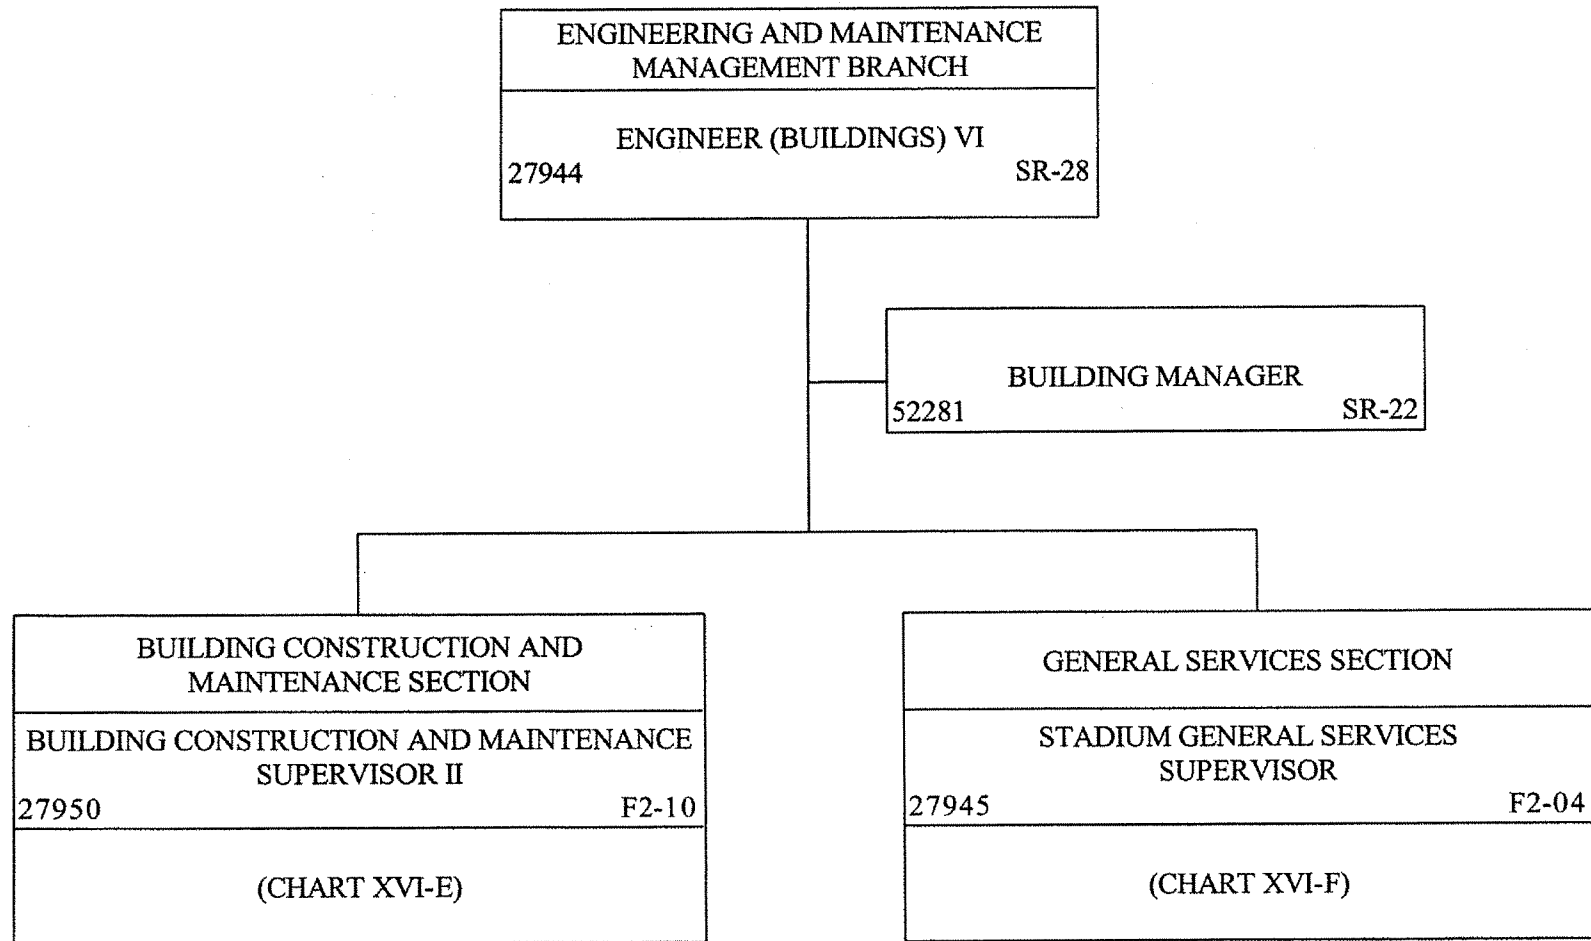 ENGINEERING AND MAINTENANCE
MANAGEMENT BRANCH
ENGINEER (BUILDINGS) VI
27944 SR-28
BUILDING MANAGER
52281 SR-22
BUILDING CONSTRUCTION AND
MAINTENANCE SECTION
BUILDING CONSTRUCTION AND MAINTENANCE
SUPERVISOR II
27950 F2-10
(CHART XVI-E)
GENERAL SERVICES SECTION
STADIUM GENERAL SERVICES
SUPERVISOR
27945 F2-04
(CHART XVI-F)